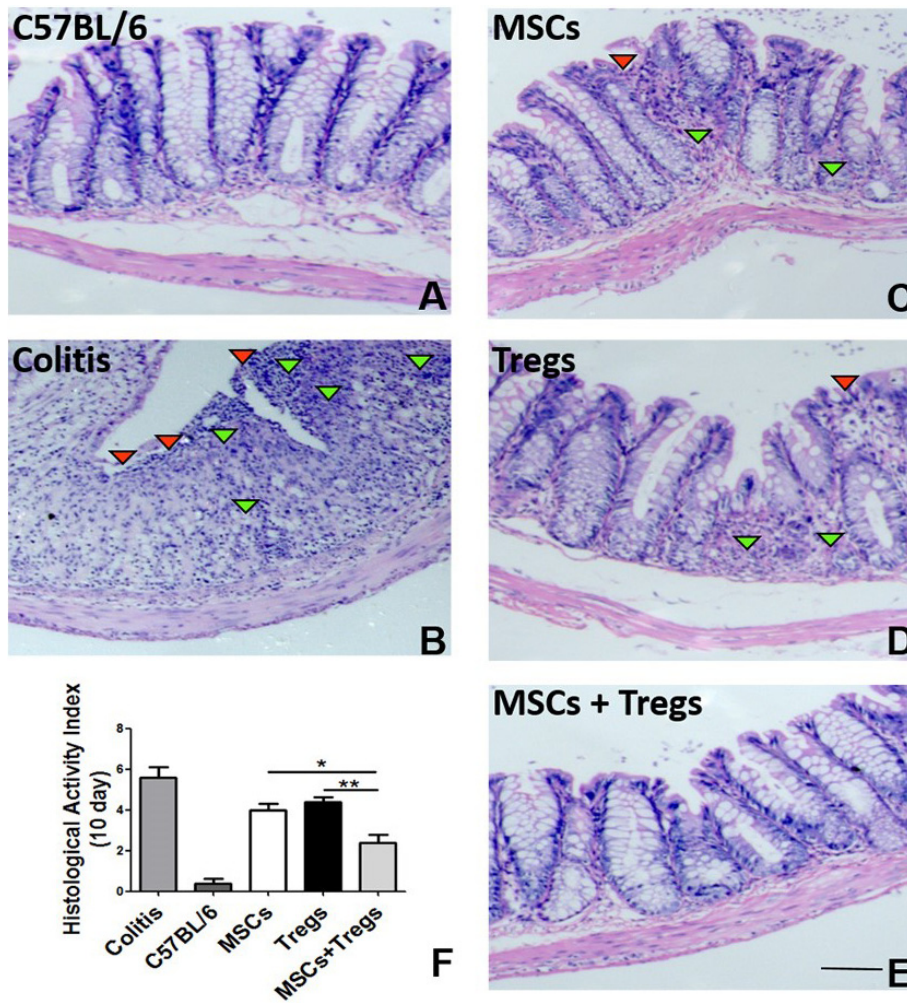 C57BL/6
A
MSCs
C
Colitis
B
Tregs
D
Histological Activity Index
(10 day)
8
6
4
2
0
*
**
Colitis
C57BL/6
MSCs
Tregs
MSCs+Tregs
F
MSCs + Tregs
E